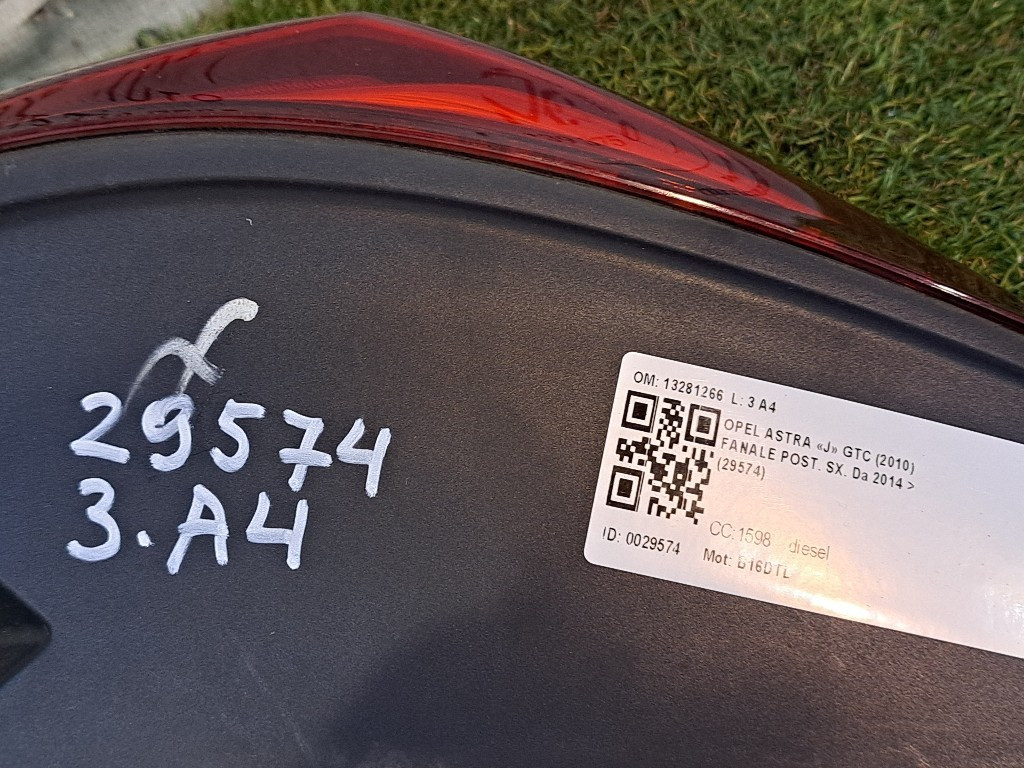 29574
3.A4
OM: 13281266 L: 3 A4
OPEL ASTRA «J» GTC (2010)
FANALE POST. SX. Da 2014 >
(29574)
CC:1598 diesel
ID: 0029574 Mot: B16DTL